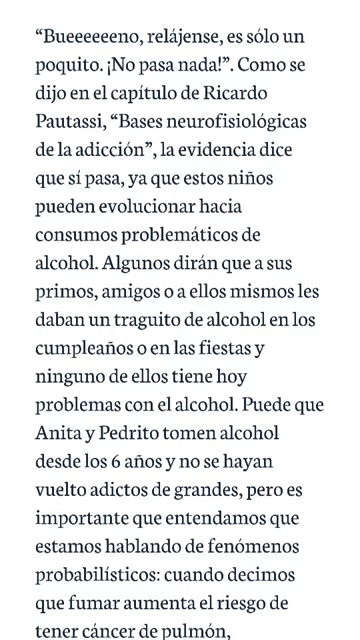 “Bueeeeeeno, relájense, es sólo un
poquito. ¡No pasa nada!”. Como se
dijo en el capítulo de Ricardo
Pautassi, “Bases neurofisiológicas
de la adicción”, la evidencia dice
que sí pasa, ya que estos niños
pueden evolucionar hacia
consumos problemáticos de
alcohol. Algunos dirán que a sus
primos, amigos o a ellos mismos les
daban un traguito de alcohol en los
cumpleaños o en las fiestas y
ninguno de ellos tiene hoy
problemas con el alcohol. Puede que
Anita y Pedrito tomen alcohol
desde los 6 años y no se hayan
vuelto adictos de grandes, pero es
importante que entendamos que
estamos hablando de fenómenos
probabilísticos: cuando decimos
que fumar aumenta el riesgo de
tener cáncer de pulmón,